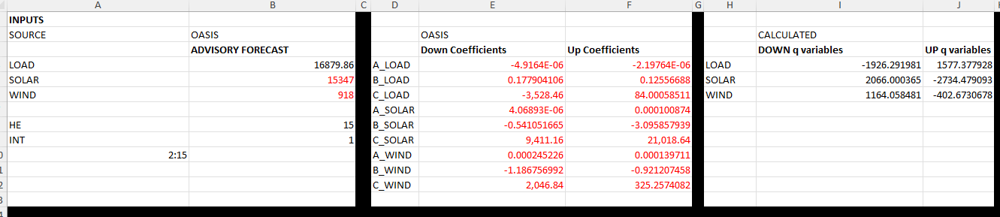 A B C D E F G H I J
INPUTS
SOURCE OASIS OASIS CALCULATED
ADVISORY FORECAST Down Coefficients Up Coefficients DOWN q variables UP q variables
LOAD 16879.86 A_LOAD -4.9164E-06 -2.19764E-06 LOAD -1926.291981 1577.377928
SOLAR 15347 B_LOAD 0.177904106 0.12556688 SOLAR 2066.000365 -2734.479093
WIND 918 C_LOAD -3,528.46 84.00058511 WIND 1164.058481 -402.6730678
A_SOLAR 4.06893E-06 0.000100874
HE 15 B_SOLAR -0.541051665 -3.095857939
INT 1 C_SOLAR 9,411.16 21,018.64
2:15 A_WIND 0.000245226 0.000139711
B_WIND -1.186756992 -0.921207458
C_WIND 2,046.84 325.2574082